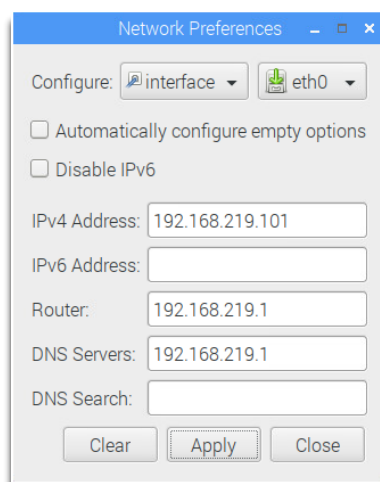 Network Preferences
Configure: interface eth0
Automatically configure empty options
Disable IPv6
IPv4 Address: 192.168.219.101
IPv6 Address:
Router: 192.168.219.1
DNS Servers: 192.168.219.1
DNS Search:
Clear Apply Close